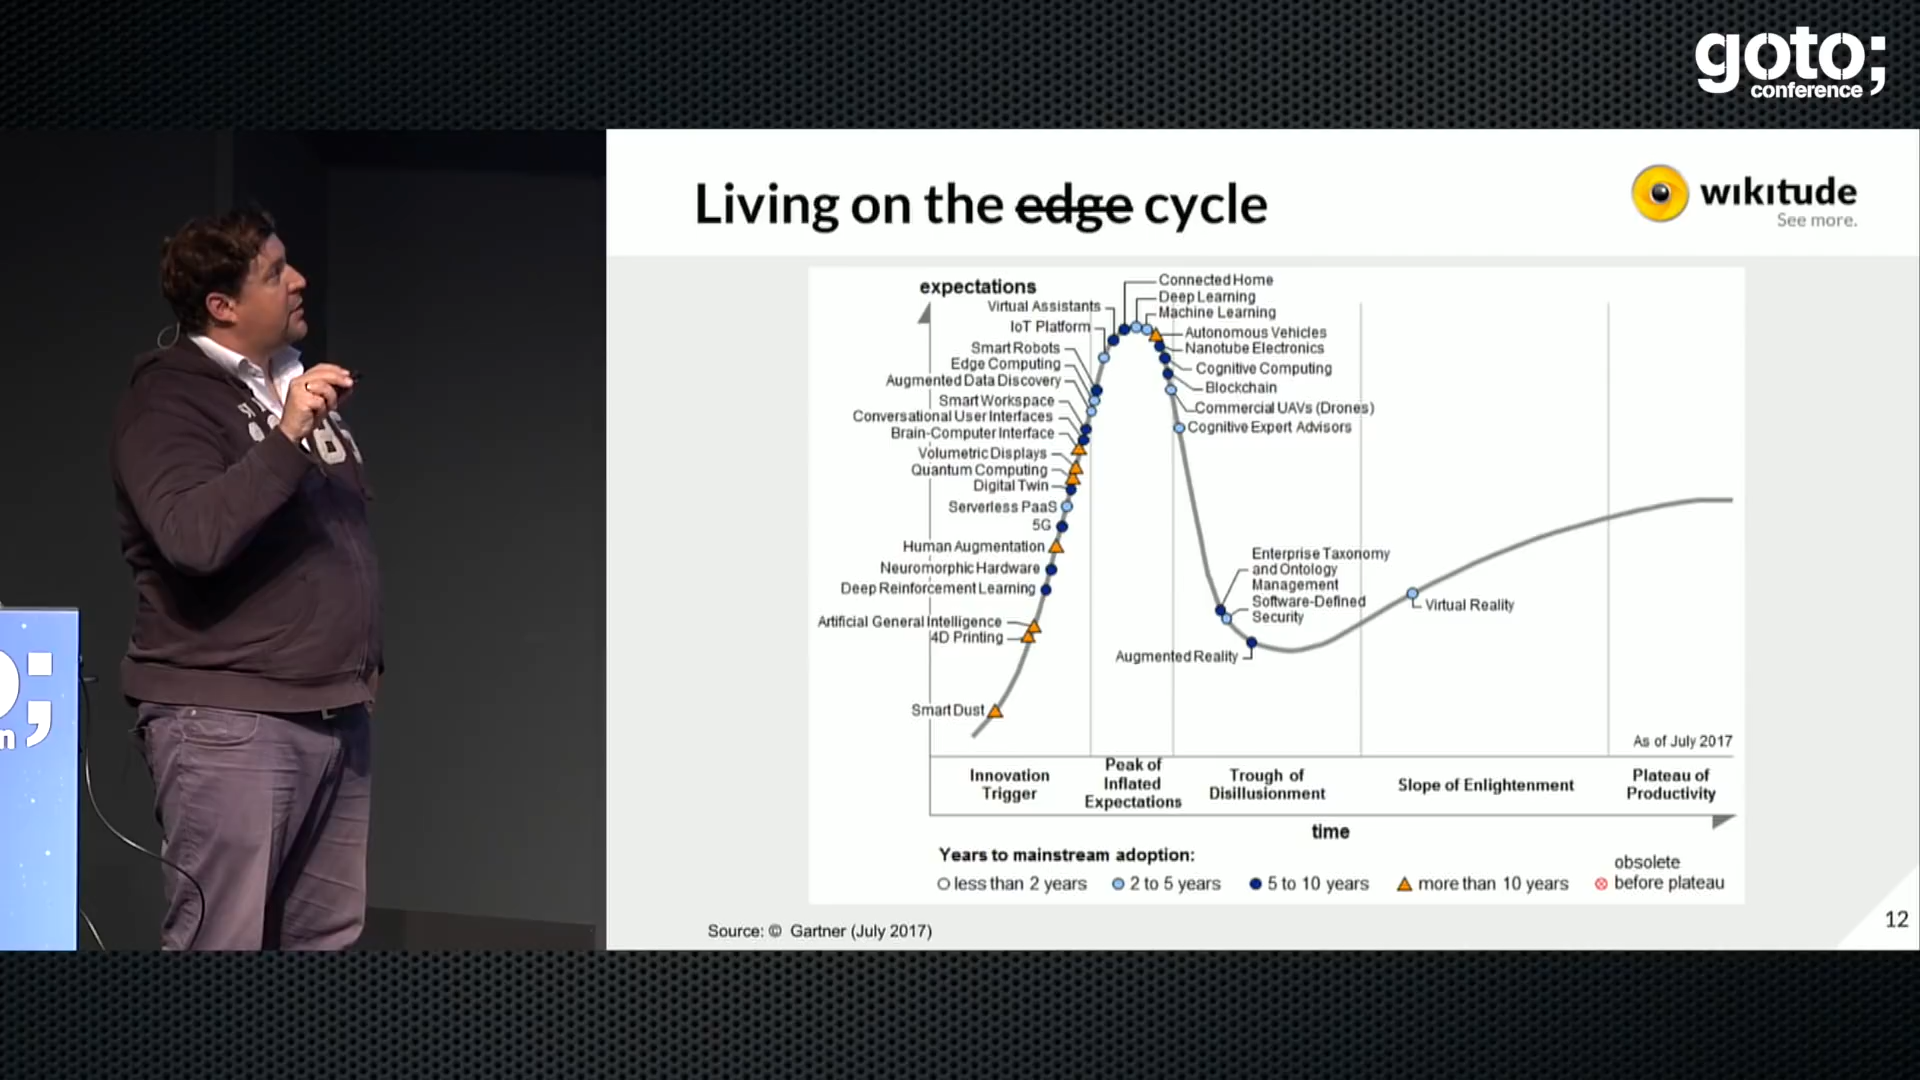 goto;
conference
Living on the edge cycle
wikitude
See more.
expectations
Connected Home
Deep Learning
Machine Learning
Virtual Assistants
IoT Platform
Autonomous Vehicles
Nanotube Electronics
Smart Robots
Edge Computing
Cognitive Computing
Augmented Data Discovery
Blockchain
Smart Workspace
Commercial UAVs (Drones)
Conversational User Interfaces
Cognitive Expert Advisors
Brain-Computer Interface
Volumetric Displays
Quantum Computing
Digital Twin
Serverless PaaS
5G
Human Augmentation
Neuromorphic Hardware
Deep Reinforcement Learning
Enterprise Taxonomy
and Ontology
Management
Software-Defined
Security
Virtual Reality
Artificial General Intelligence
4D Printing
Augmented Reality
Smart Dust
As of July 2017
Innovation
Trigger
Peak of
Inflated
Expectations
Trough of
Disillusionment
Slope of Enlightenment
Plateau of
Productivity
time
Years to mainstream adoption:
less than 2 years
2 to 5 years
5 to 10 years
more than 10 years
obsolete
before plateau
Source: © Gartner (July 2017)
12